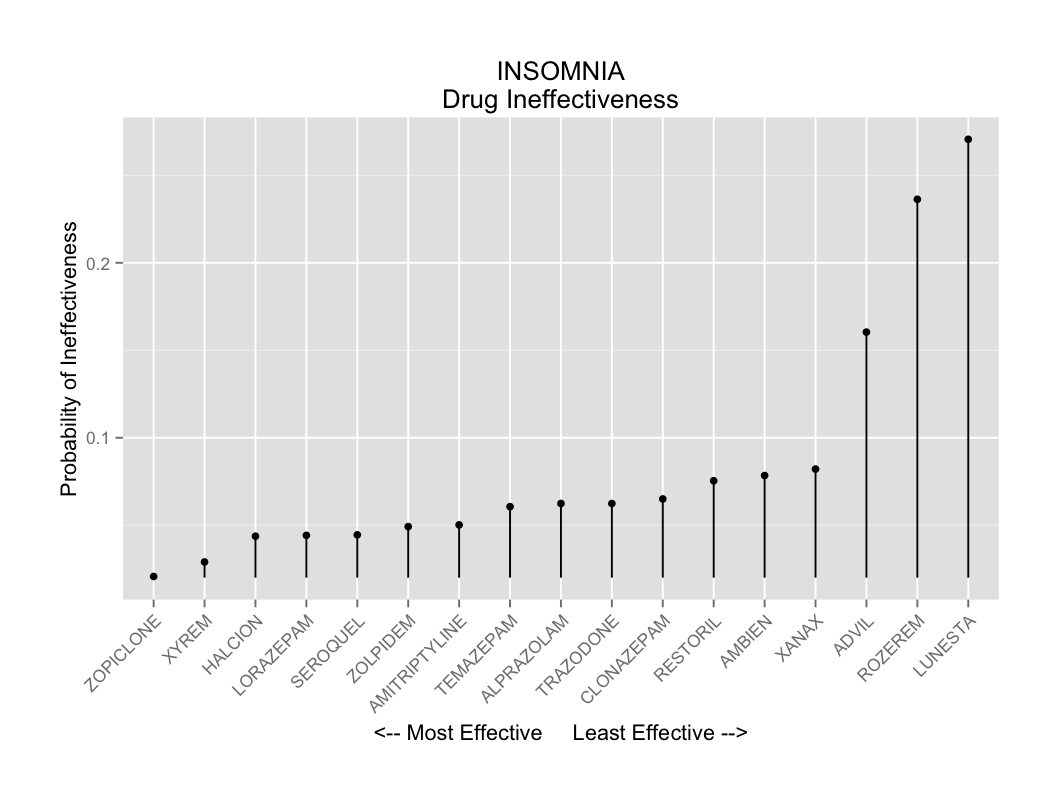 INSOMNIA
Drug Ineffectiveness
Probability of Ineffectiveness
0.2
0.1
ZOPICLONE
XYREM
HALCION
LORAZEPAM
SEROQUEL
ZOLPIDEM
AMITRIPTYLINE
TEMAZEPAM
ALPRAZOLAM
TRAZODONE
CLONAZEPAM
RESTORIL
AMBIEN
XANAX
ADVIL
ROZEREM
LUNESTA
<-- Most Effective     Least Effective -->